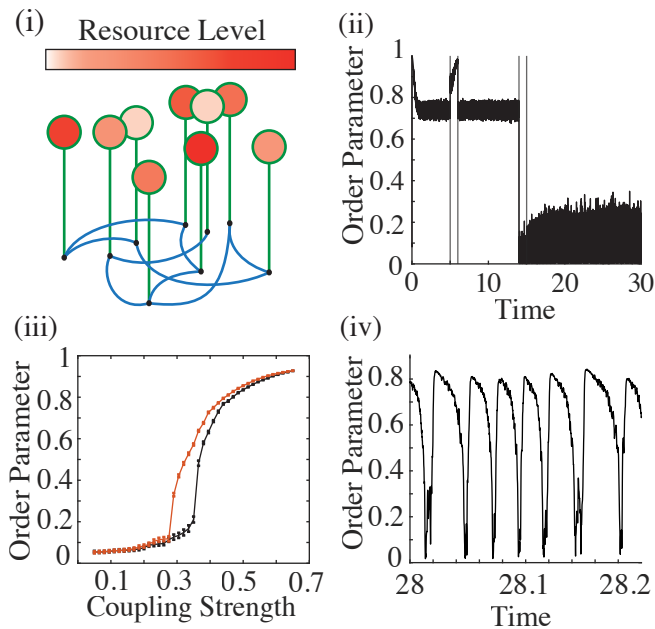 (i)
Resource Level
(ii)
Order Parameter
1
0.8
0.6
0.4
0.2
0
0
10
20
30
Time
(iii)
Order Parameter
1
0.8
0.6
0.4
0.2
0
0.1
0.3
0.5
0.7
Coupling Strength
(iv)
Order Parameter
0.8
0.6
0.4
0.2
0
28
28.1
28.2
Time